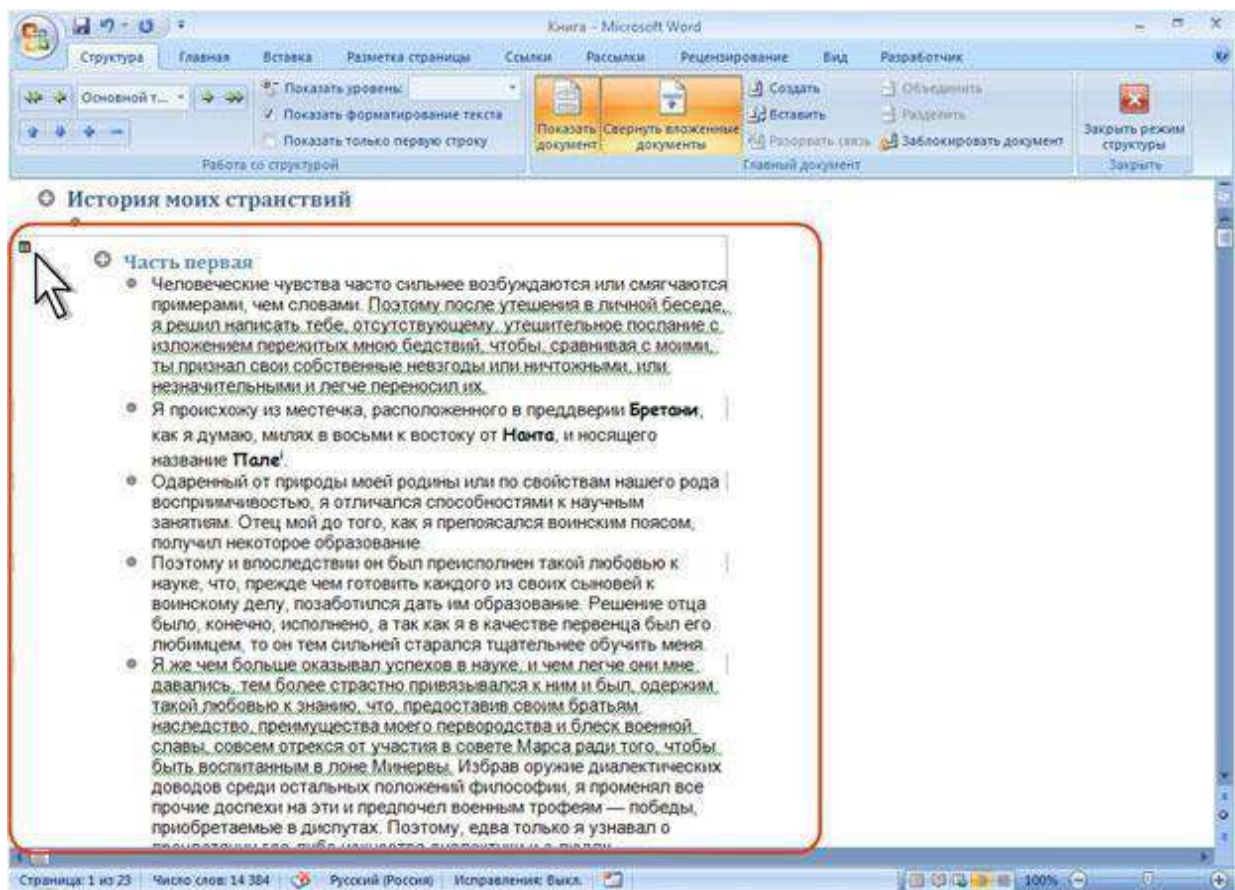 Книга - Microsoft Word
Структура Главная Вставка Разметка страницы Ссылки Рассылки Рецензирование Вид Разработчик
Основной т...
Показать уровень:
Показать форматирование текста
Показать только первую строку
Работа со структурой
Показать документ
Свернуть вложенные документы
Создать
Вставить
Разорвать связь
Объединить
Разделить
Заблокировать документ
Главный документ
Закрыть режим структуры
Закрыть
История моих странствий
Часть первая
Человеческие чувства часто сильнее возбуждаются или смягчаются
примерами, чем словами. Поэтому после утешения в личной беседе,
я решил написать тебе, отсутствующему, утешительное послание с
изложением пережитых мною бедствий, чтобы, сравнивая с моими,
ты признал свои собственные невзгоды или ничтожными, или
незначительными и легче переносил их.
Я происхожу из местечка, расположенного в преддверии Бретани,
как я думаю, милях в восьми к востоку от Нанта, и носящего
название Пале
Одаренный от природы моей родины или по свойствам нашего рода
восприимчивостью, я отличался способностями к научным
занятиям. Отец мой до того, как я препоясался воинским поясом,
получил некоторое образование.
Поэтому и впоследствии он был преисполнен такой любовью к
науке, что, прежде чем готовить каждого из своих сыновей к
воинскому делу, позаботился дать им образование. Решение отца
было, конечно, исполнено, а так как я в качестве первенца был его
любимцем, то он тем сильней старался тщательнее обучить меня.
Я же чем больше оказывал успехов в науке, и чем легче они мне
давались, тем более страстно привязывался к ним и был, одержим
такой любовью к знанию, что, предоставив своим братьям
наследство, преимущества моего первородства и блеск военной
славы, совсем отрекся от участия в совете Марса ради того, чтобы
быть воспитанным в лоне Минервы. Избрав оружие диалектических
доводов среди остальных положений философии, я променял все
прочие доспехи на эти и предпочел военным трофеям — победы,
приобретаемые в диспутах. Поэтому, едва только я узнавал о
Страница: 1 из 23 Число слов: 14 384 Русский (Россия) Исправления: Выкл. 100%